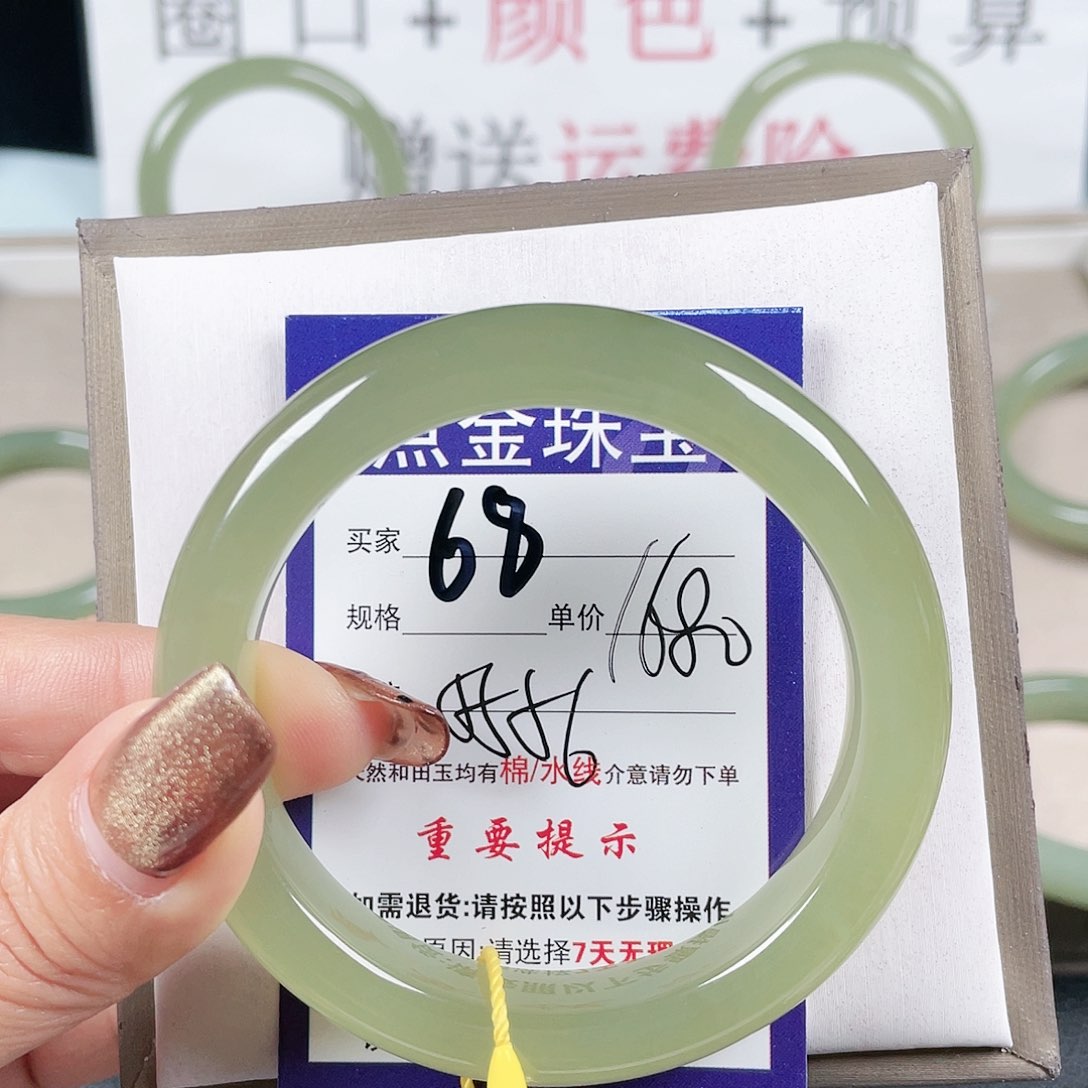 圈口+颜色+预算
赠送运费险
点金珠宝
买家 68
规格 单价 1680
天然和田玉均有棉/水线介意请勿下单
重要提示
如需退货:请按照以下步骤操作
原因:请选择7天无理